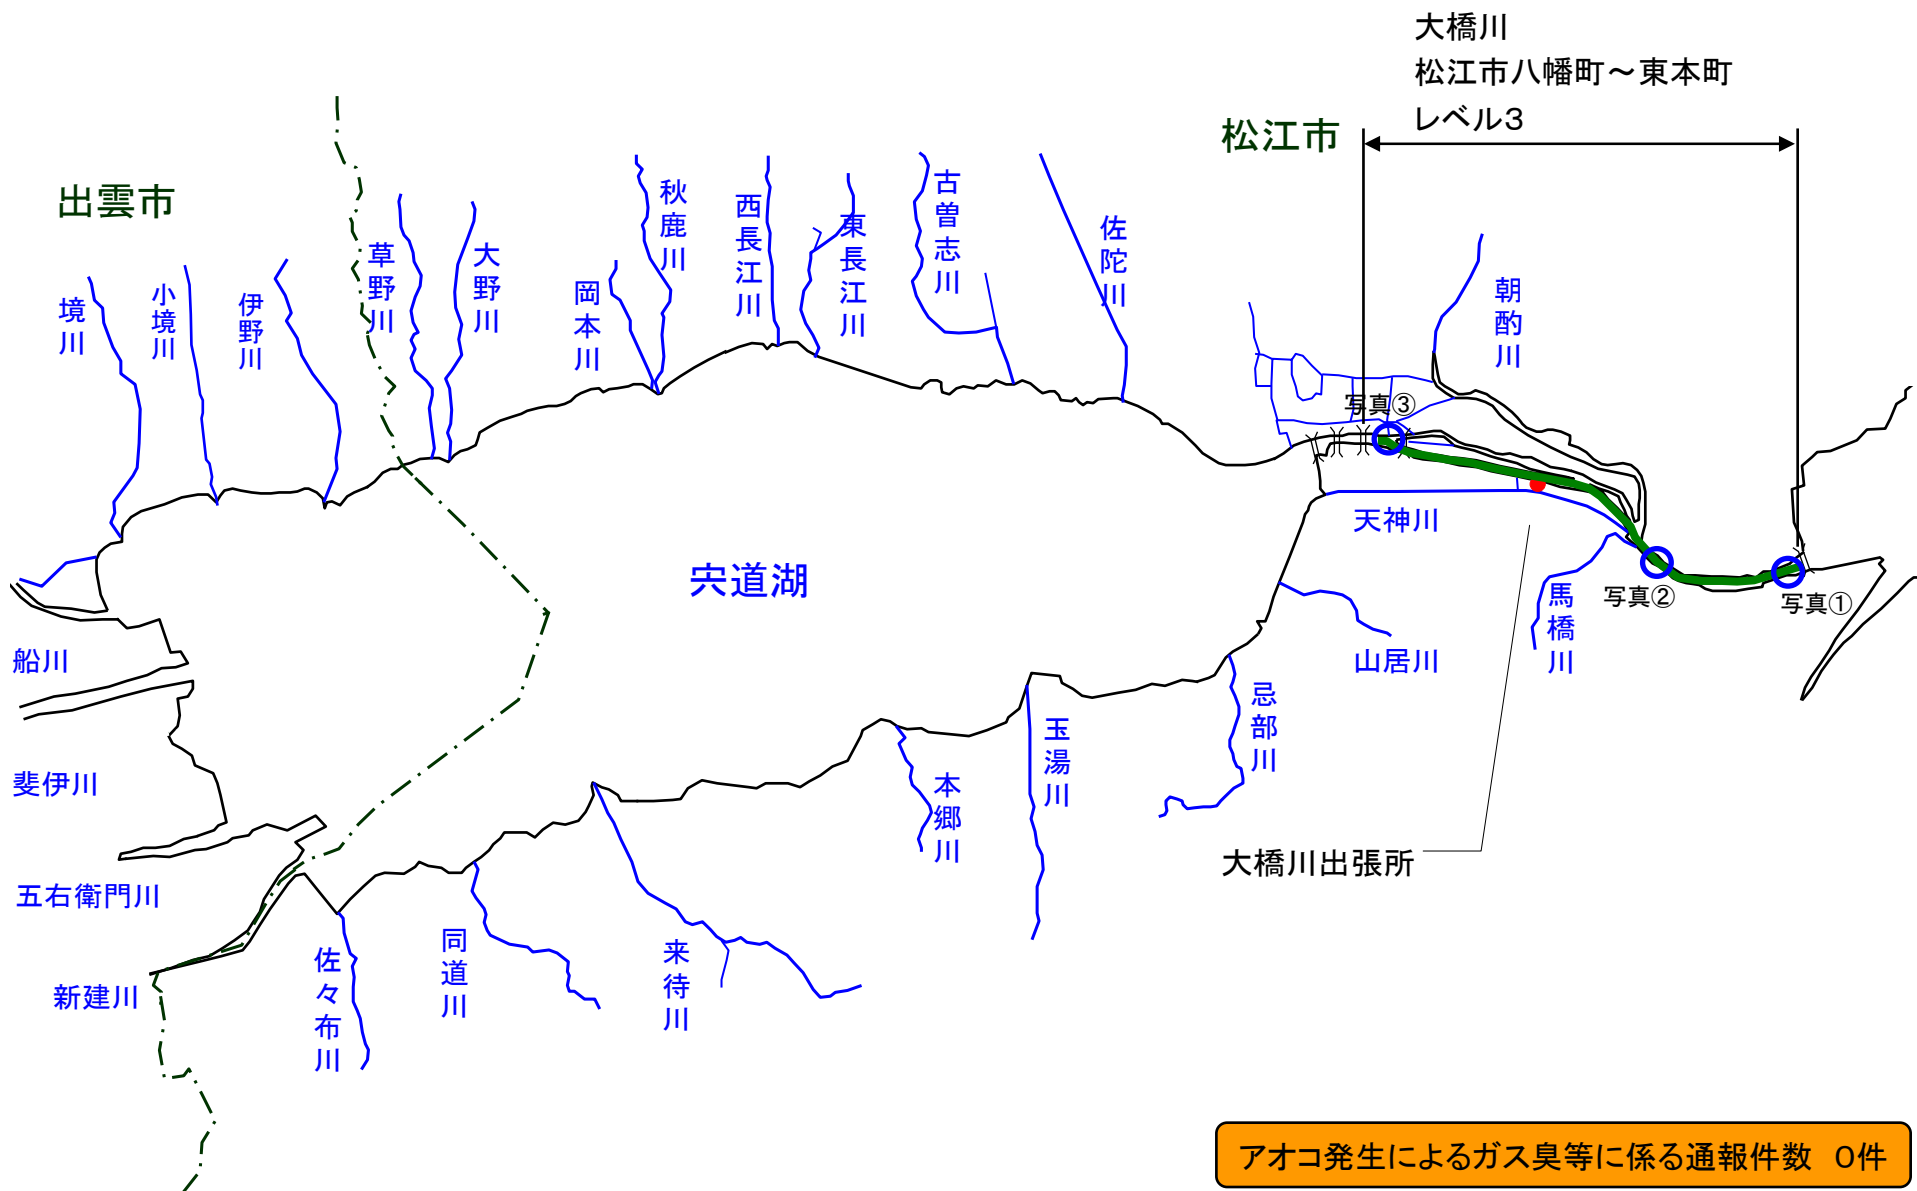 大橋川
松江市八幡町～東本町
レベル3
松江市
出雲市
境川
小境川
伊野川
草野川
大野川
岡本川
秋鹿川
西長江川
東長江川
古曽志川
佐陀川
朝酌川
写真③
天神川
宍道湖
馬橋川
写真②
写真①
船川
山居川
忌部川
玉湯川
本郷川
斐伊川
大橋川出張所
五右衛門川
新建川
佐々布川
同道川
来待川
アオコ発生によるガス臭等に係る通報件数　0件